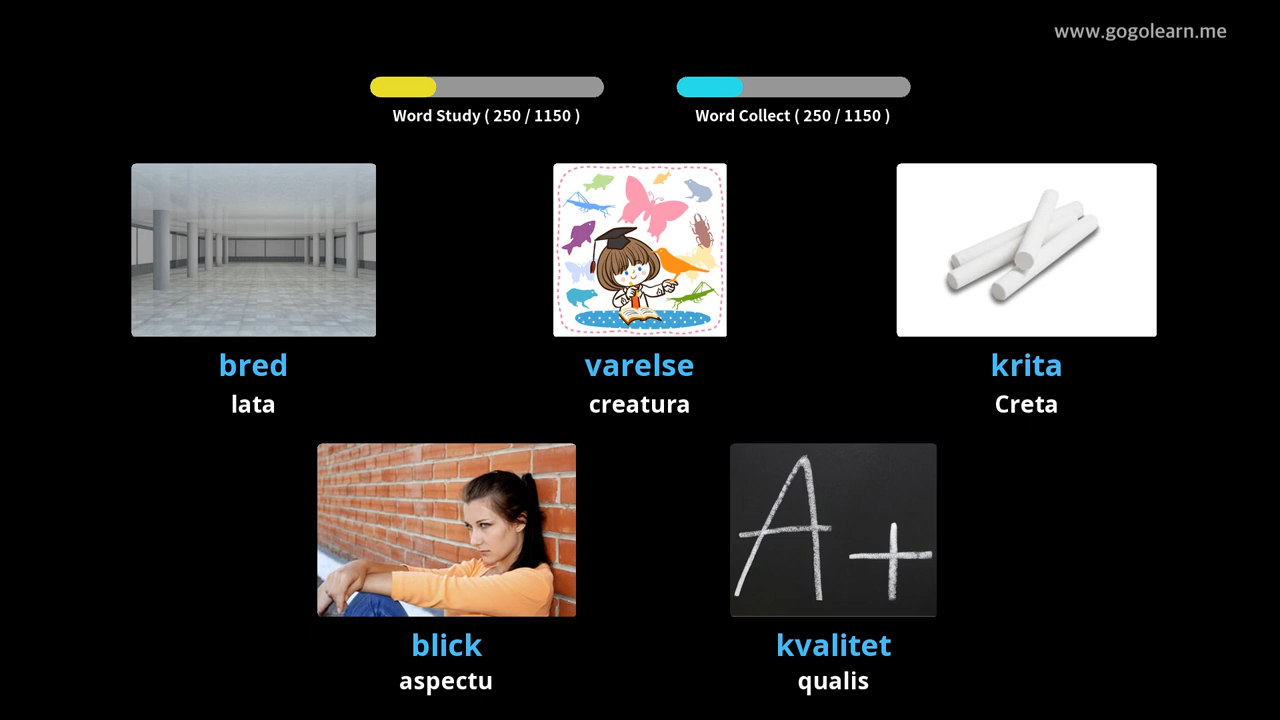 www.gogolearn.me
Word Study ( 250 / 1150 )
Word Collect ( 250 / 1150 )
bred
varelse
krita
lata
creatura
Creta
A+
blick
kvalitet
aspectu
qualis